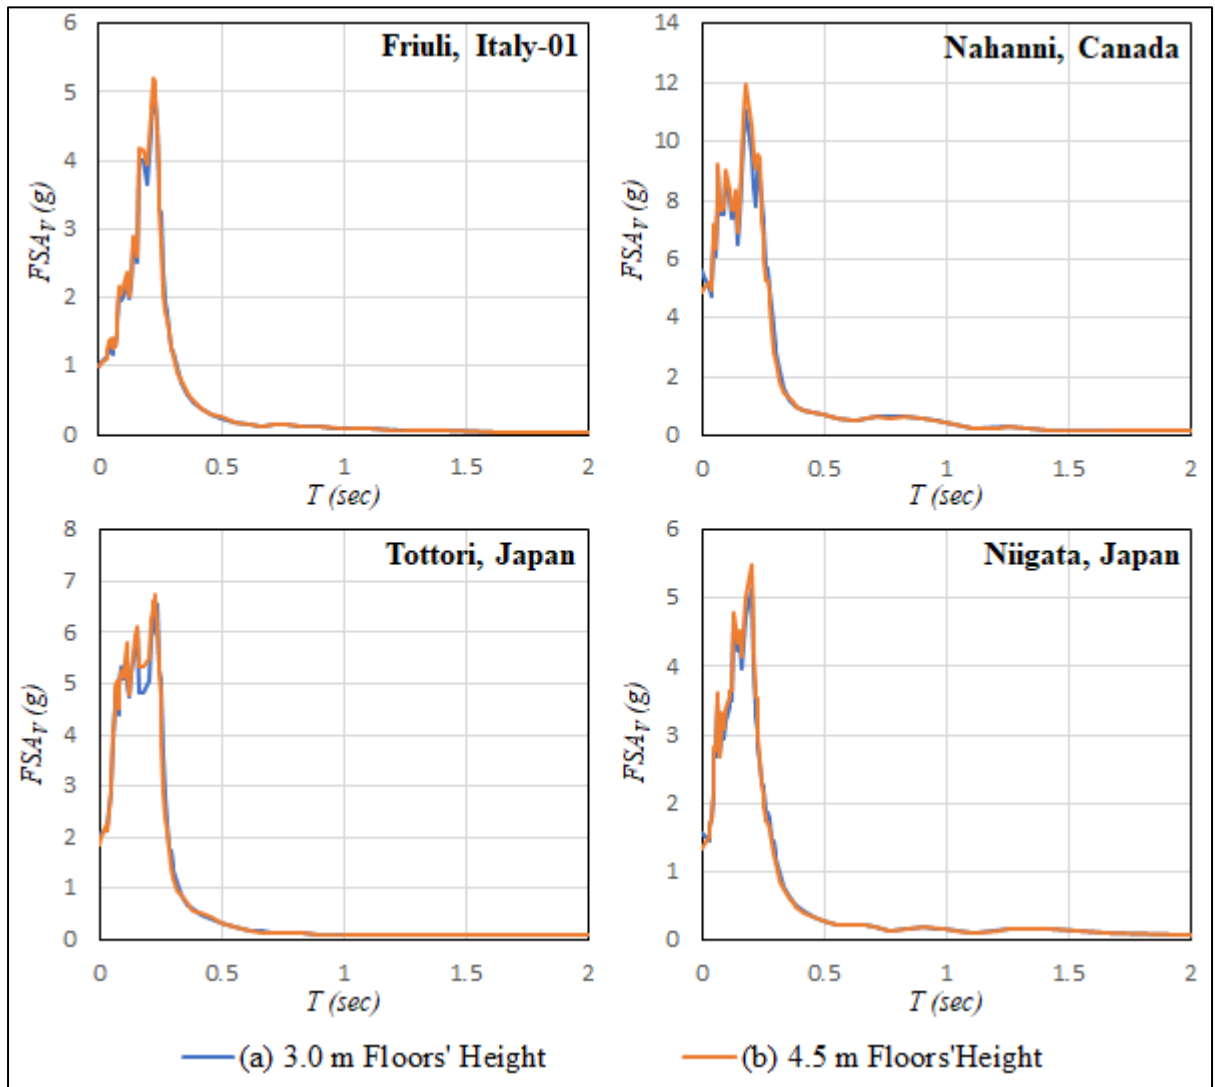 Friuli, Italy-01
6
5
4
3
2
1
0
FSAV (g)
0 0.5 1 1.5 2
T (sec)
Nahanni, Canada
14
12
10
8
6
4
2
0
FSAV (g)
0 0.5 1 1.5 2
T (sec)
Tottori, Japan
8
7
6
5
4
3
2
1
0
FSAV (g)
0 0.5 1 1.5 2
T (sec)
Niigata, Japan
6
5
4
3
2
1
0
FSAV (g)
0 0.5 1 1.5 2
T (sec)
(a) 3.0 m Floors' Height
(b) 4.5 m Floors'Height